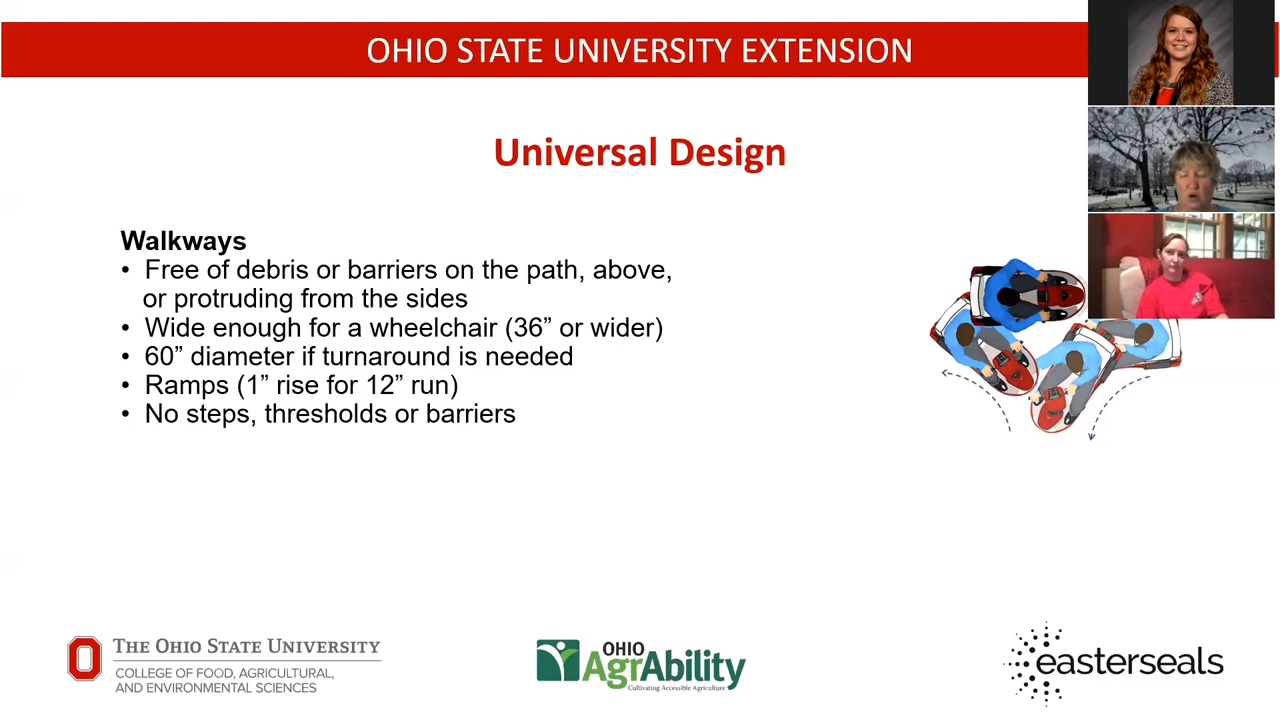 OHIO STATE UNIVERSITY EXTENSION
Universal Design
Walkways
• Free of debris or barriers on the path, above,
or protruding from the sides
• Wide enough for a wheelchair (36” or wider)
• 60” diameter if turnaround is needed
• Ramps (1” rise for 12” run)
• No steps, thresholds or barriers
THE OHIO STATE UNIVERSITY
COLLEGE OF FOOD, AGRICULTURAL,
AND ENVIRONMENTAL SCIENCES
OHIO
AgrAbility
Cultivating Accessible Agriculture
easterseals